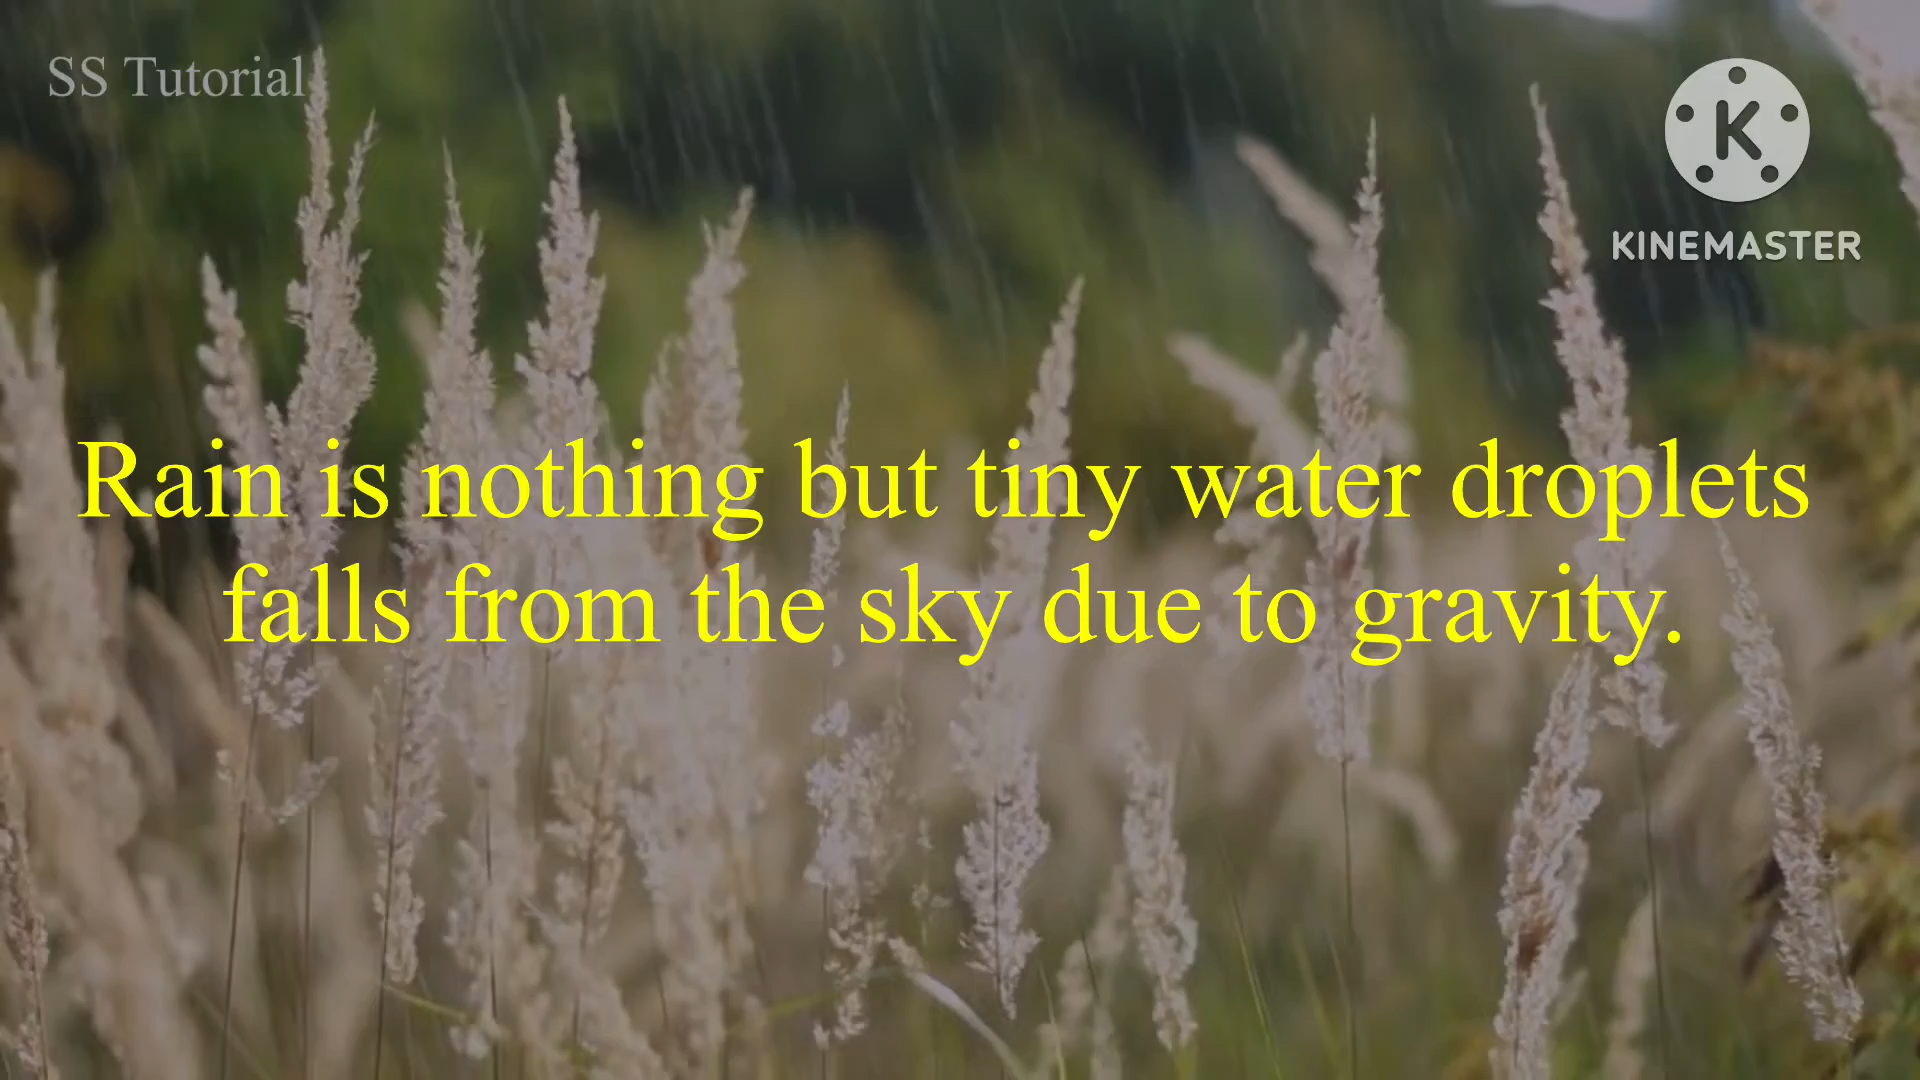 SS Tutorial
K
KINEMASTER
Rain is nothing but tiny water droplets
falls from the sky due to gravity.